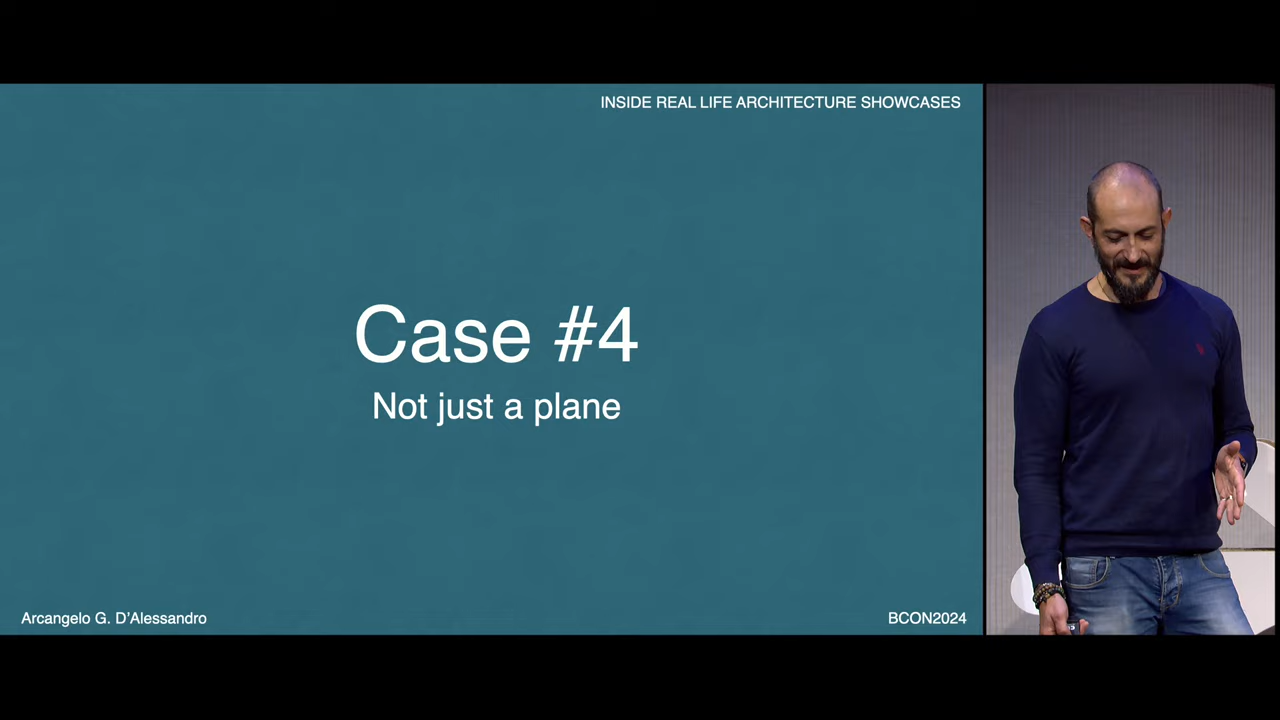 INSIDE REAL LIFE ARCHITECTURE SHOWCASES
Case #4
Not just a plane
Arcangelo G. D'Alessandro
BCON2024